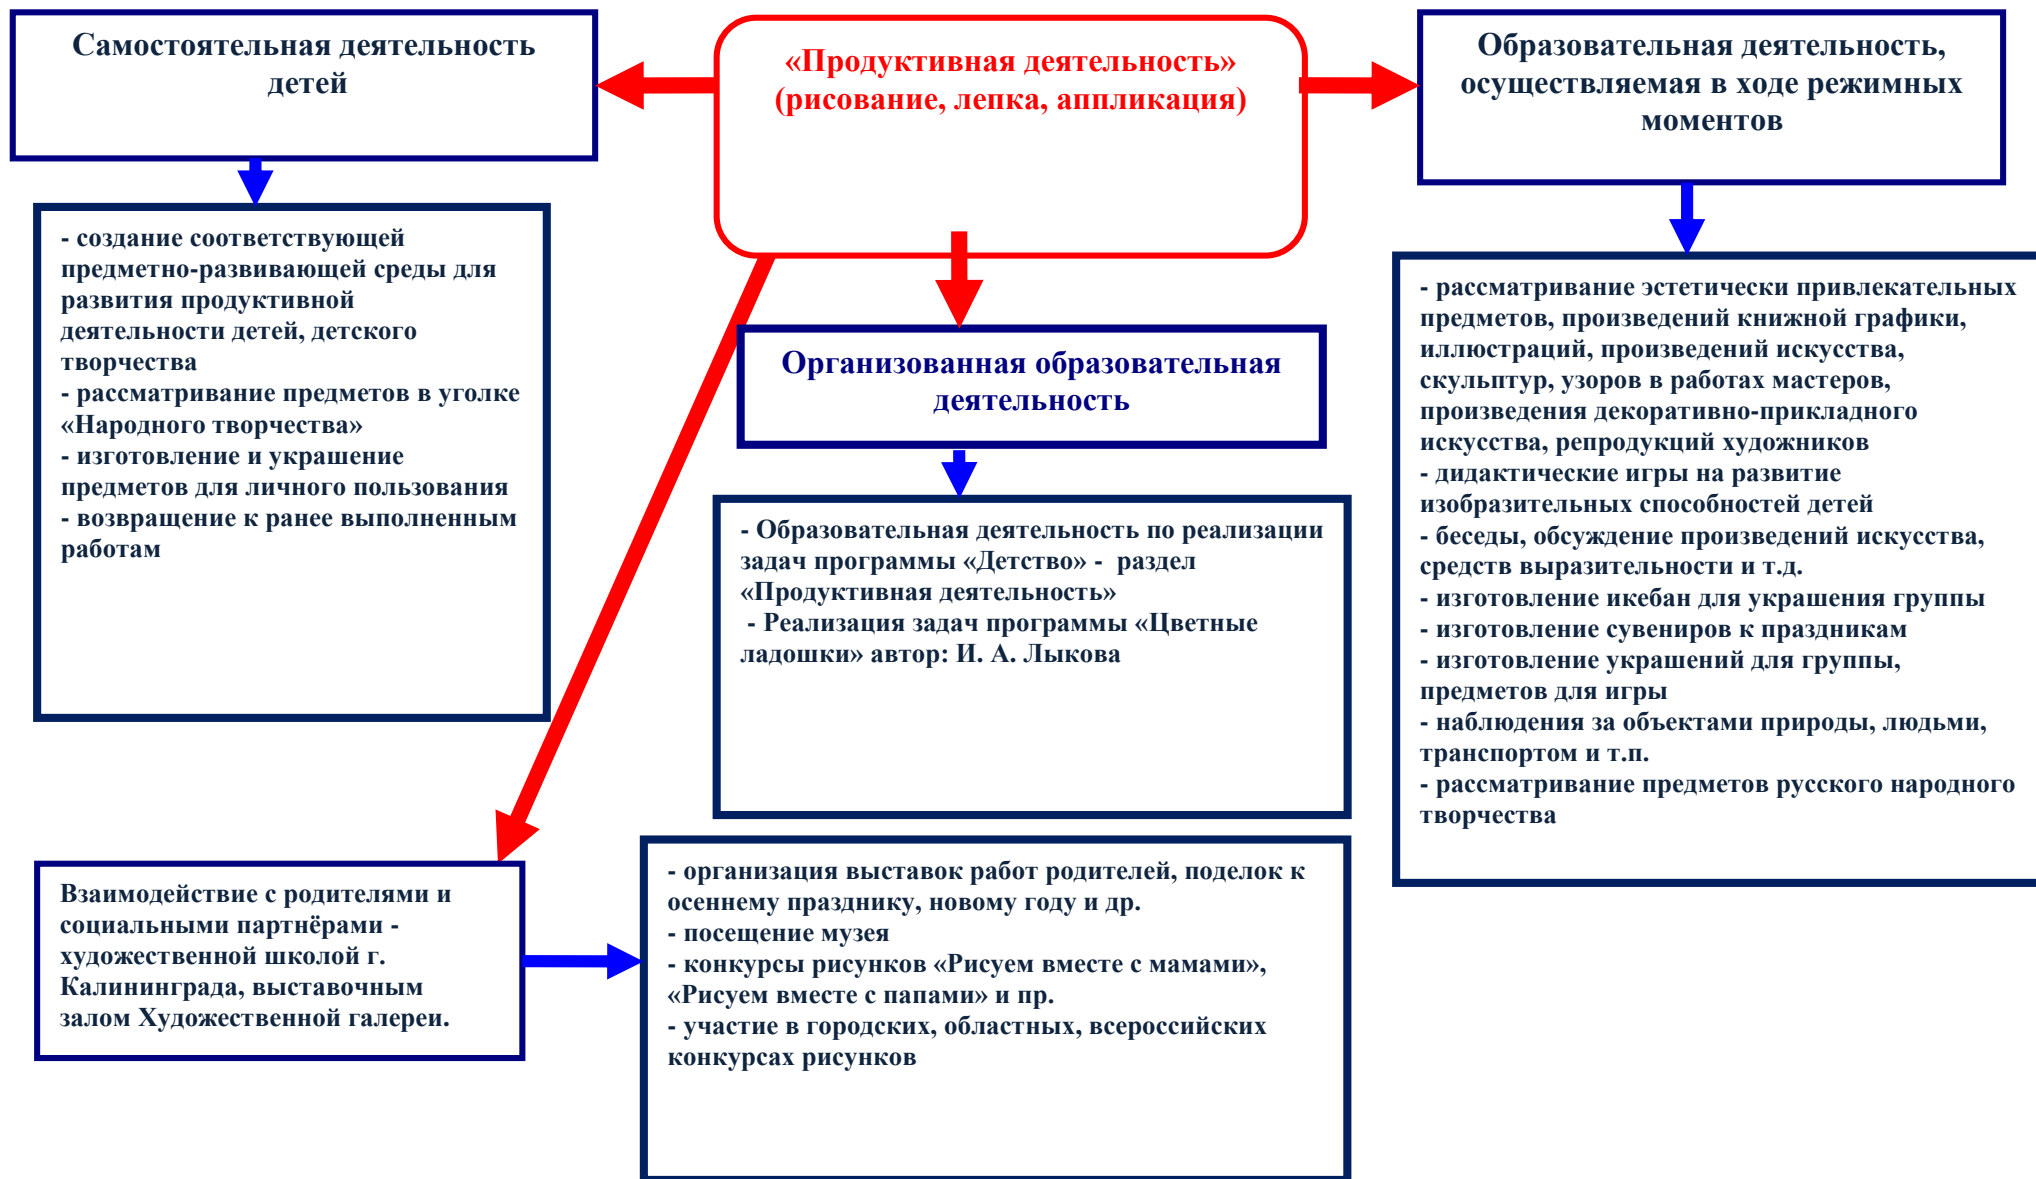 Самостоятельная деятельность
детей
«Продуктивная деятельность»
(рисование, лепка, аппликация)
Образовательная деятельность,
осуществляемая в ходе режимных
моментов
- создание соответствующей
предметно-развивающей среды для
развития продуктивной
деятельности детей, детского
творчества
- рассматривание предметов в уголке
«Народного творчества»
- изготовление и украшение
предметов для личного пользования
- возвращение к ранее выполненным
работам
Организованная образовательная
деятельность
- Образовательная деятельность по реализации
задач программы «Детство» - раздел
«Продуктивная деятельность»
- Реализация задач программы «Цветные
ладошки» автор: И. А. Лыкова
- рассматривание эстетически привлекательных
предметов, произведений книжной графики,
иллюстраций, произведений искусства,
скульптур, узоров в работах мастеров,
произведения декоративно-прикладного
искусства, репродукций художников
- дидактические игры на развитие
изобразительных способностей детей
- беседы, обсуждение произведений искусства,
средств выразительности и т.д.
- изготовление икебан для украшения группы
- изготовление сувениров к праздникам
- изготовление украшений для группы,
предметов для игры
- наблюдения за объектами природы, людьми,
транспортом и т.п.
- рассматривание предметов русского народного
творчества
Взаимодействие с родителями и
социальными партнёрами -
художественной школой г.
Калининграда, выставочным
залом Художественной галереи.
- организация выставок работ родителей, поделок к
осеннему празднику, новому году и др.
- посещение музея
- конкурсы рисунков «Рисуем вместе с мамами»,
«Рисуем вместе с папами» и пр.
- участие в городских, областных, всероссийских
конкурсах рисунков